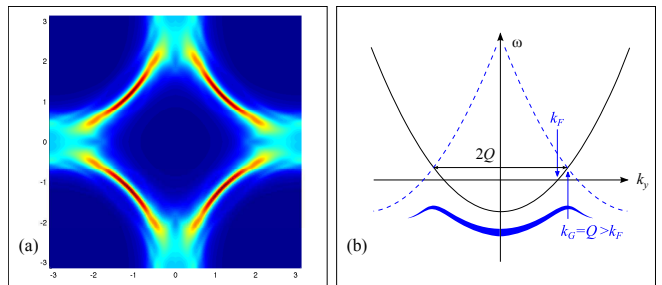 3
2
1
0
-1
-2
-3
-3 -2 -1 0 1 2 3
(a)
ω
k_F
2Q
k_y
k_G=Q>k_F
(b)